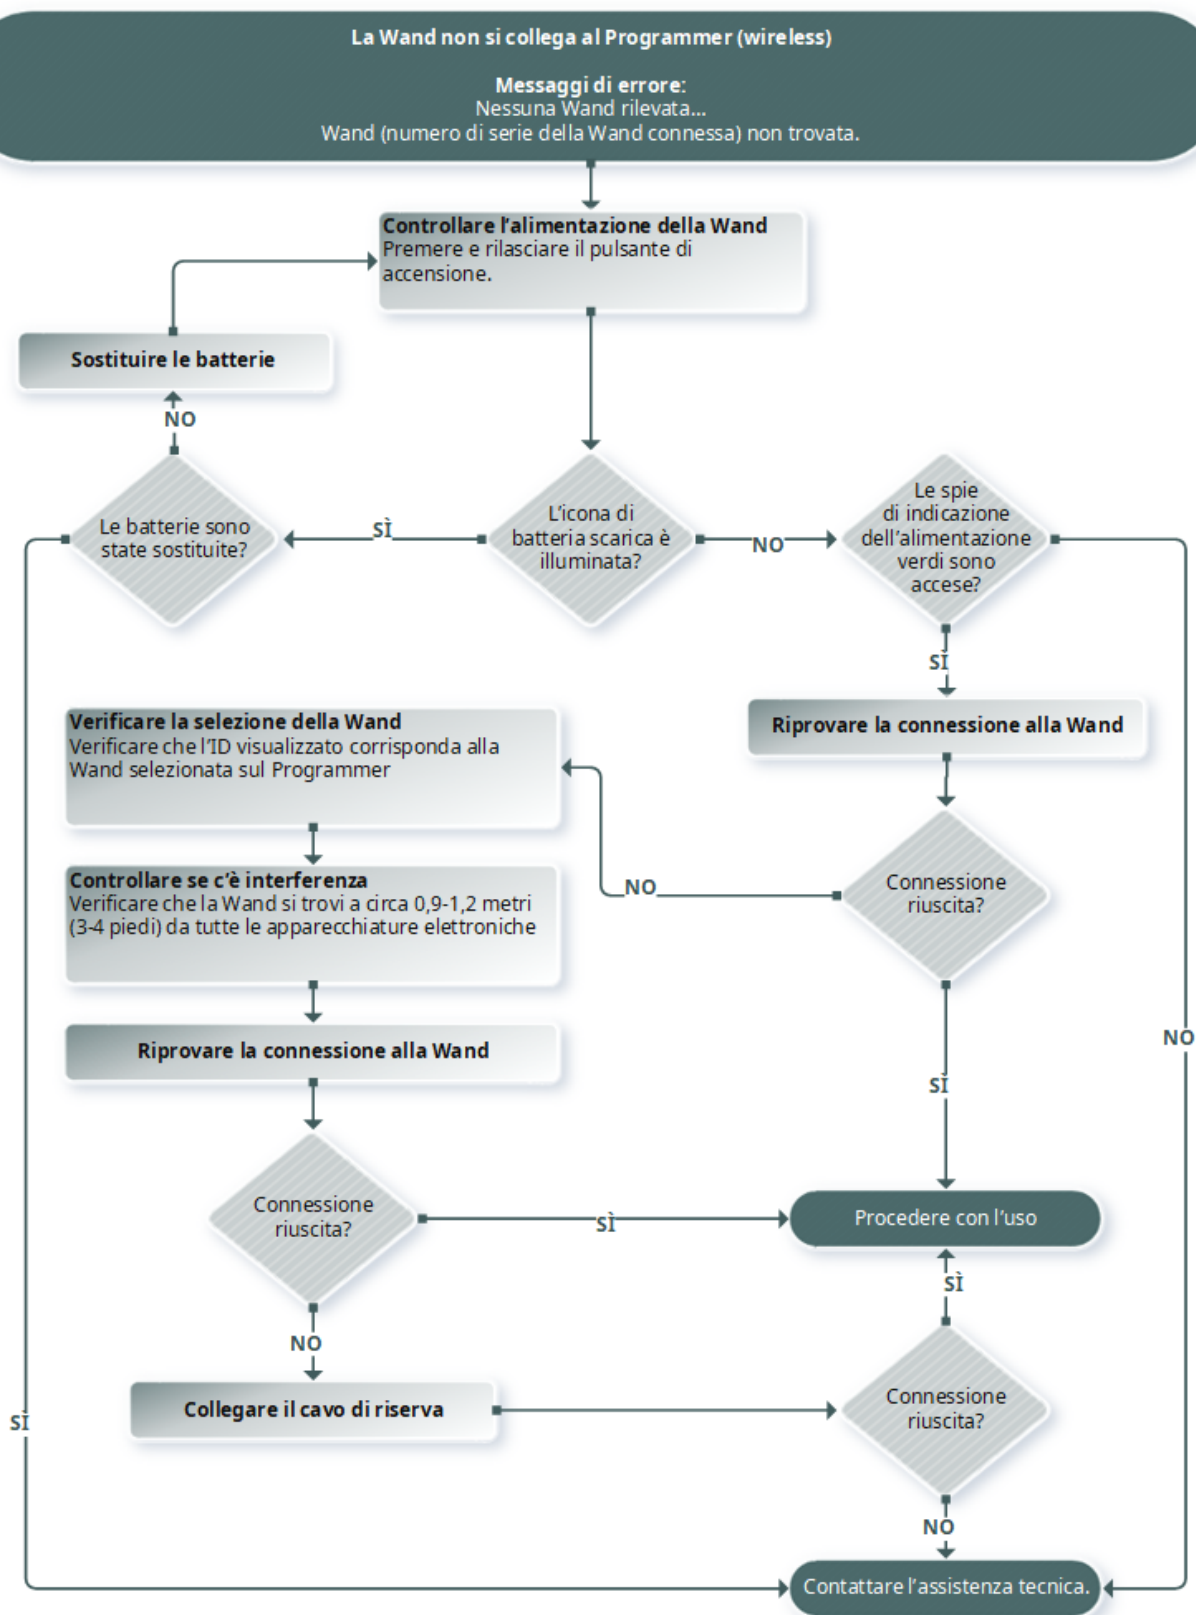 La Wand non si collega al Programmer (wireless)
Messaggi di errore:
Nessuna Wand rilevata...
Wand (numero di serie della Wand connessa) non trovata.
Controllare l'alimentazione della Wand
Premere e rilasciare il pulsante di
accensione.
Sostituire le batterie
NO
Le batterie sono
state sostituite?
SÌ
L'icona di
batteria scarica è
illuminata?
NO
Le spie
di indicazione
dell'alimentazione
verdi sono
accese?
SÌ
Riprovare la connessione alla Wand
Verificare la selezione della Wand
Verificare che l'ID visualizzato corrisponda alla
Wand selezionata sul Programmer
Controllare se c'è interferenza
Verificare che la Wand si trovi a circa 0,9-1,2 metri
(3-4 piedi) da tutte le apparecchiature elettroniche
NO
Connessione
riuscita?
Riprovare la connessione alla Wand
NO
SÌ
Connessione
riuscita?
SÌ
Procedere con l'uso
SÌ
NO
Collegare il cavo di riserva
Connessione
riuscita?
SÌ
NO
Contattare l'assistenza tecnica.